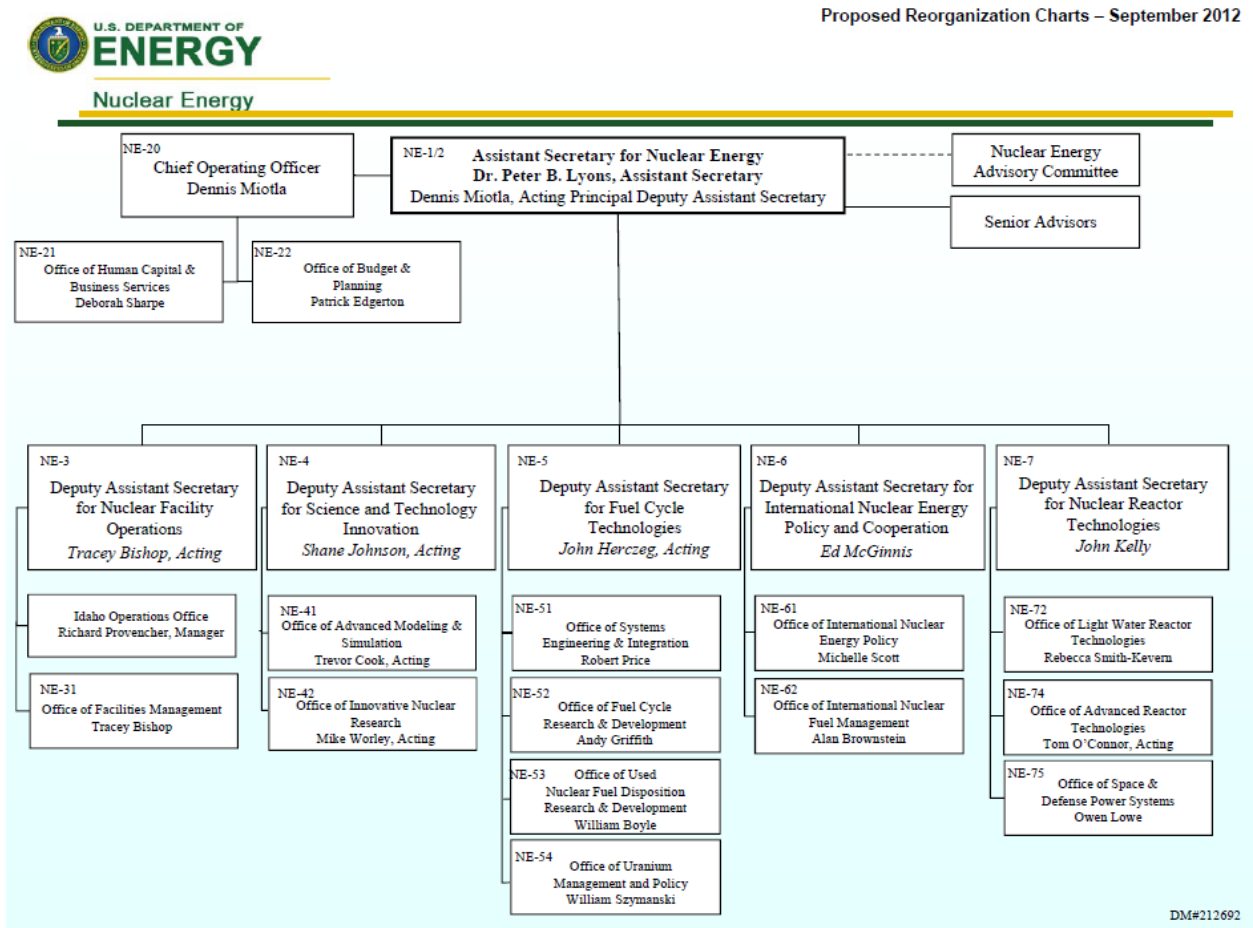 Proposed Reorganization Charts – September 2012
U.S. DEPARTMENT OF
ENERGY
Nuclear Energy
NE-20
Chief Operating Officer
Dennis Miotla
NE-1/2
Assistant Secretary for Nuclear Energy
Dr. Peter B. Lyons, Assistant Secretary
Dennis Miotla, Acting Principal Deputy Assistant Secretary
Nuclear Energy
Advisory Committee
Senior Advisors
NE-21
Office of Human Capital &
Business Services
Deborah Sharpe
NE-22
Office of Budget &
Planning
Patrick Edgerton
NE-3
Deputy Assistant Secretary
for Nuclear Facility
Operations
Tracey Bishop, Acting
Idaho Operations Office
Richard Provencher, Manager
NE-31
Office of Facilities Management
Tracey Bishop
NE-4
Deputy Assistant Secretary
for Science and Technology
Innovation
Shane Johnson, Acting
NE-41
Office of Advanced Modeling &
Simulation
Trevor Cook, Acting
NE-42
Office of Innovative Nuclear
Research
Mike Worley, Acting
NE-5
Deputy Assistant Secretary
for Fuel Cycle
Technologies
John Herczeg, Acting
NE-51
Office of Systems
Engineering & Integration
Robert Price
NE-52
Office of Fuel Cycle
Research & Development
Andy Griffith
NE-53
Office of Used
Nuclear Fuel Disposition
Research & Development
William Boyle
NE-54
Office of Uranium
Management and Policy
William Szymanski
NE-6
Deputy Assistant Secretary for
International Nuclear Energy
Policy and Cooperation
Ed McGinnis
NE-61
Office of International Nuclear
Energy Policy
Michelle Scott
NE-62
Office of International Nuclear
Fuel Management
Alan Brownstein
NE-7
Deputy Assistant Secretary
for Nuclear Reactor
Technologies
John Kelly
NE-72
Office of Light Water Reactor
Technologies
Rebecca Smith-Kevern
NE-74
Office of Advanced Reactor
Technologies
Tom O’Connor, Acting
NE-75
Office of Space &
Defense Power Systems
Owen Lowe
DM#212692